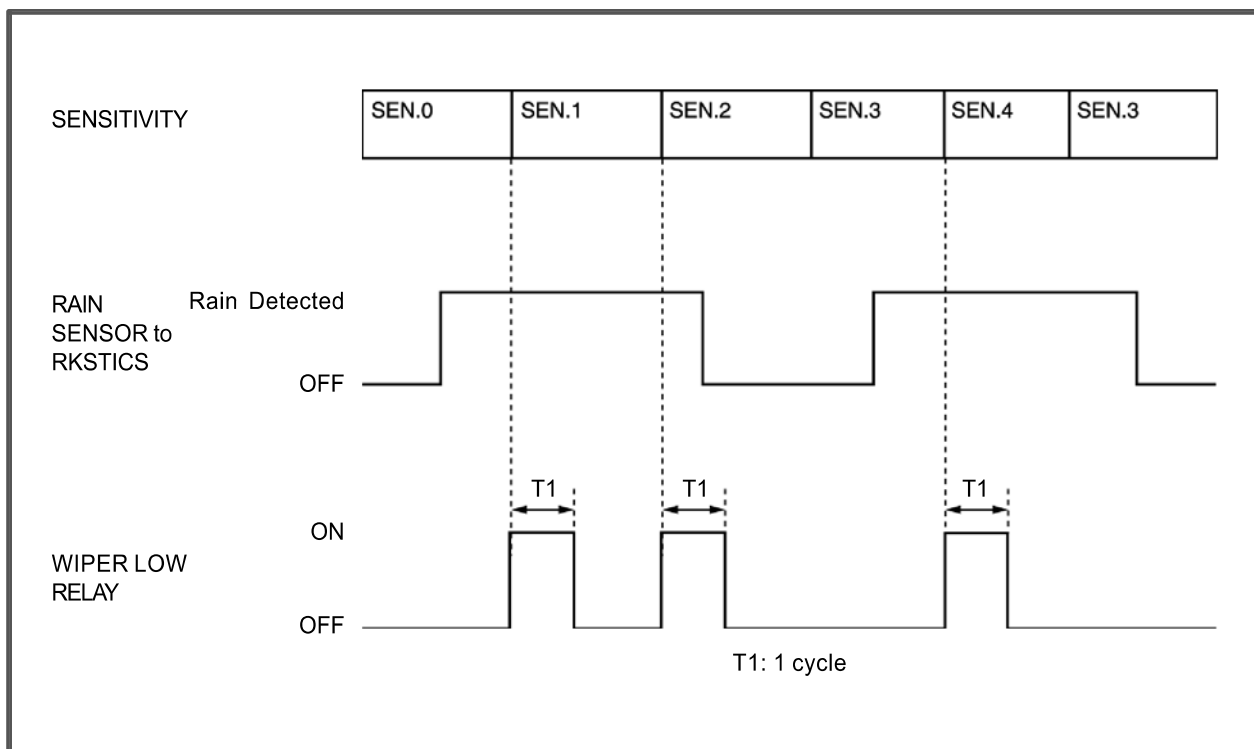 SENSITIVITY
SEN.0 SEN.1 SEN.2 SEN.3 SEN.4 SEN.3
RAIN
SENSOR to
RKSTICS
Rain Detected
OFF
T1 T1 T1
ON
WIPER LOW
RELAY
OFF
T1: 1 cycle